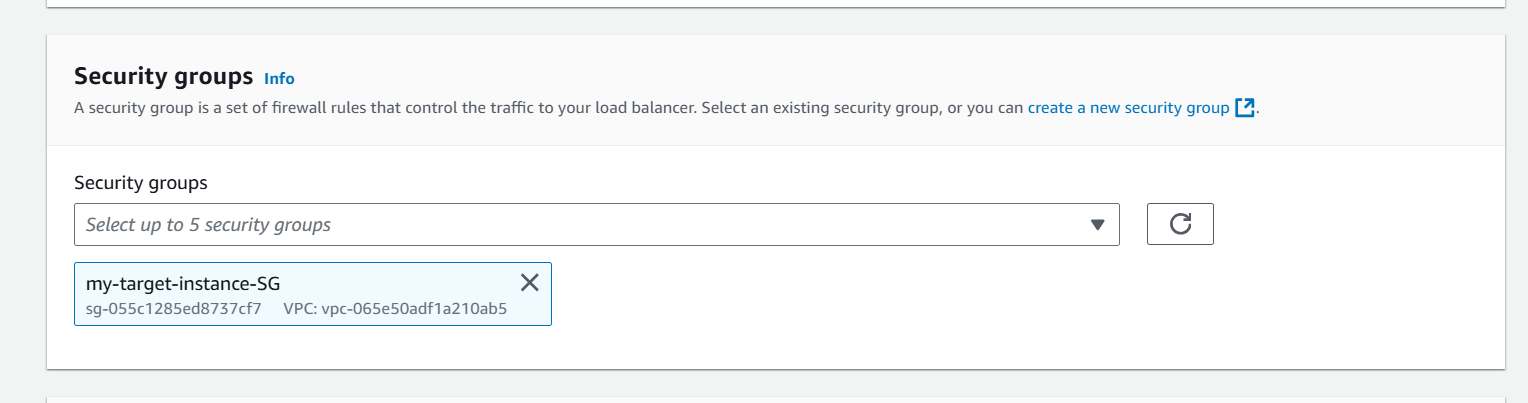 Security groups Info
A security group is a set of firewall rules that control the traffic to your load balancer. Select an existing security group, or you can create a new security group.
Security groups
Select up to 5 security groups
my-target-instance-SG
sg-055c1285ed8737cf7 VPC: vpc-065e50adf1a210ab5